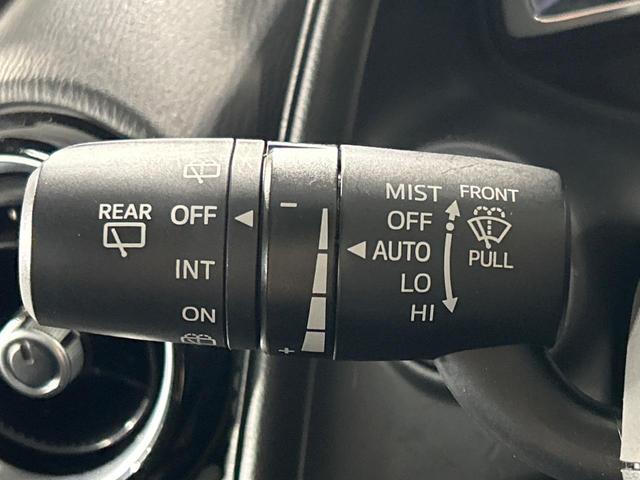 REAR
OFF
INT
ON
−
+
MIST
OFF
AUTO
LO
HI
FRONT
PULL